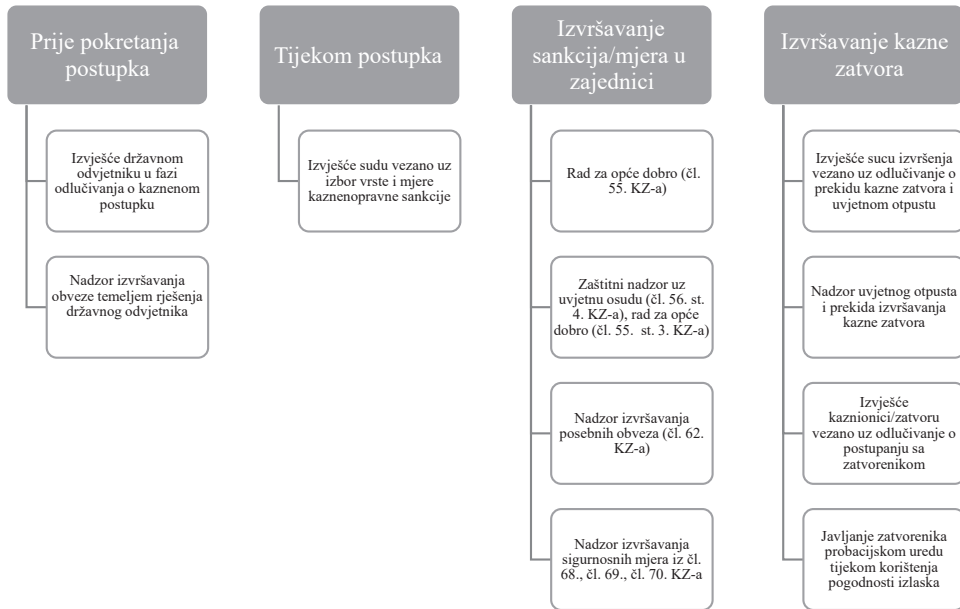 Prije pokretanja
postupka
Izvješće državnom
odvjetniku u fazi
odlučivanja o kaznenom
postupku
Nadzor izvršavanja
obveze temeljem rješenja
državnog odvjetnika
Tijekom postupka
Izvješće sudu vezano uz
izbor vrste i mjere
kaznenopravne sankcije
Izvršavanje
sankcija/mjera u
zajednici
Rad za opće dobro (čl.
55. KZ-a)
Zaštitni nadzor uz
uvjetnu osudu (čl. 56. st.
4. KZ-a), rad za opće
dobro (čl. 55. st. 3. KZ-a)
Nadzor izvršavanja
posebnih obveza (čl. 62.
KZ-a)
Nadzor izvršavanja
sigurnosnih mjera iz čl.
68., čl. 69., čl. 70. KZ-a
Izvršavanje kazne
zatvora
Izvješće sucu izvršenja
vezano uz odlučivanje o
prekidu kazne zatvora i
uvjetnom otpustu
Nadzor uvjetnog otpusta
i prekida izvršavanja
kazne zatvora
Izvješće
kaznionici/zatvoru
vezano uz odlučivanje o
postupanju sa
zatvorenikom
Javljanje zatvorenika
probacijskom uredu
tijekom korištenja
pogodnosti izlaska